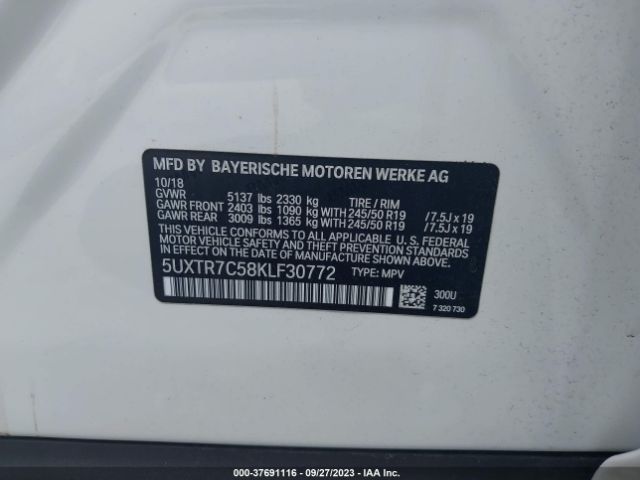 MFD BY BAYERISCHE MOTOREN WERKE AG
10/18
GVWR 5137 lbs 2330 kg TIRE / RIM
GAWR FRONT 2403 lbs 1090 kg WITH 245/50 R19 /7.5J x 19
GAWR REAR 3009 lbs 1365 kg WITH 245/50 R19 /7.5J x 19
THIS VEHICLE CONFORMS TO ALL APPLICABLE U.S. FEDERAL
MOTOR VEHICLE SAFETY, BUMPER, AND THEFT PREVENTION
STANDARDS IN EFFECT ON THE DATE OF MANUFACTURE SHOWN ABOVE.
5UXTR7C58KLF30772 TYPE: MPV
300U
7 320 730
000-37691116 - 09/27/2023 - IAA Inc.